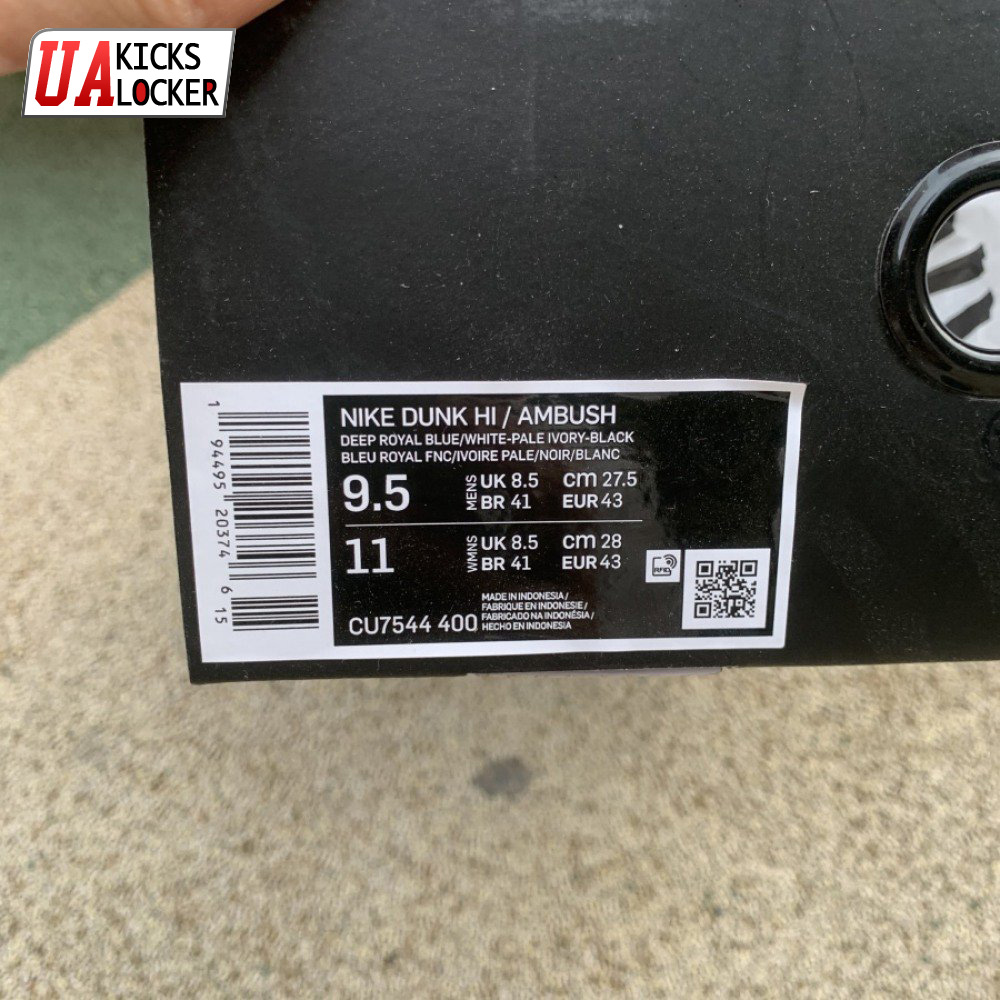 UA KICKS
LOCKER
NIKE DUNK HI / AMBUSH
DEEP ROYAL BLUE/WHITE-PALE IVORY-BLACK
BLEU ROYAL FNC/IVOIRE PALE/NOIR/BLANC
9.5 MENS UK 8.5 cm 27.5
BR 41 EUR 43
11 WMNS UK 8.5 cm 28
BR 41 EUR 43
RFID
CU7544 400
MADE IN INDONESIA /
FABRIQUE EN INDONESIE /
FABRICADO NA INDONÉSIA /
HECHO EN INDONESIA
1 94495 20374 6 15